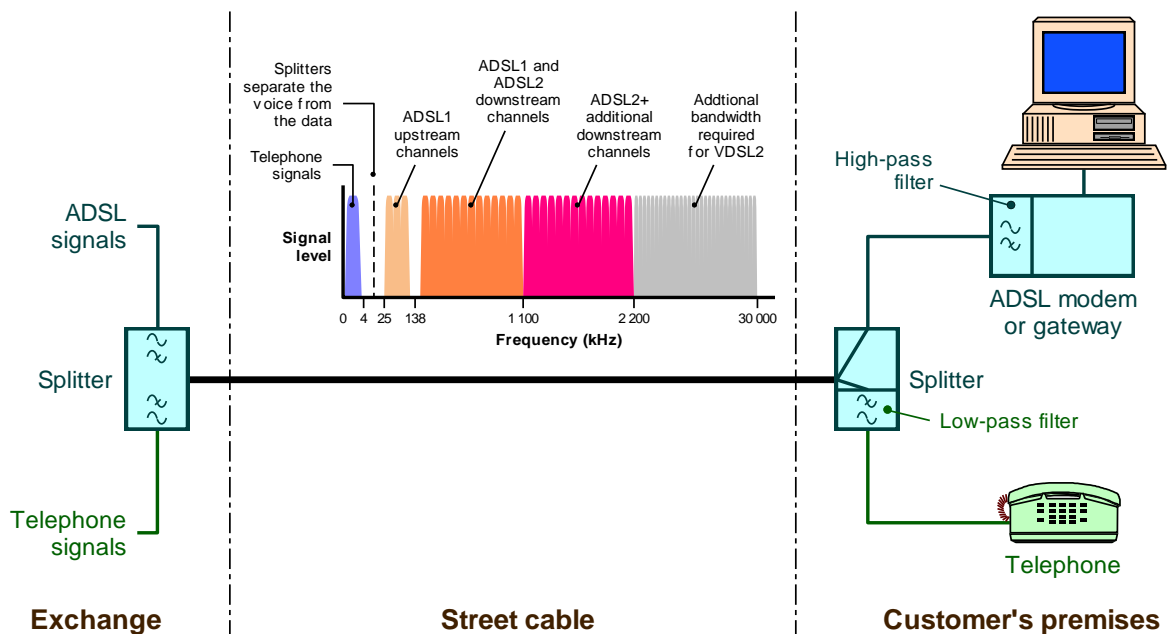 Splitters
separate the
voice from
the data
ADSL1
upstream
channels
ADSL1 and
ADSL2
downstream
channels
ADSL2+
additional
downstream
channels
Addtional
bandwidth
required
for VDSL2
Telephone
signals
Signal
level
0 4 25 138 1 100 2 200 30 000
Frequency (kHz)
High-pass
filter
ADSL
signals
ADSL modem
or gateway
Splitter
Splitter
Low-pass filter
Telephone
signals
Telephone
Exchange
Street cable
Customer's premises